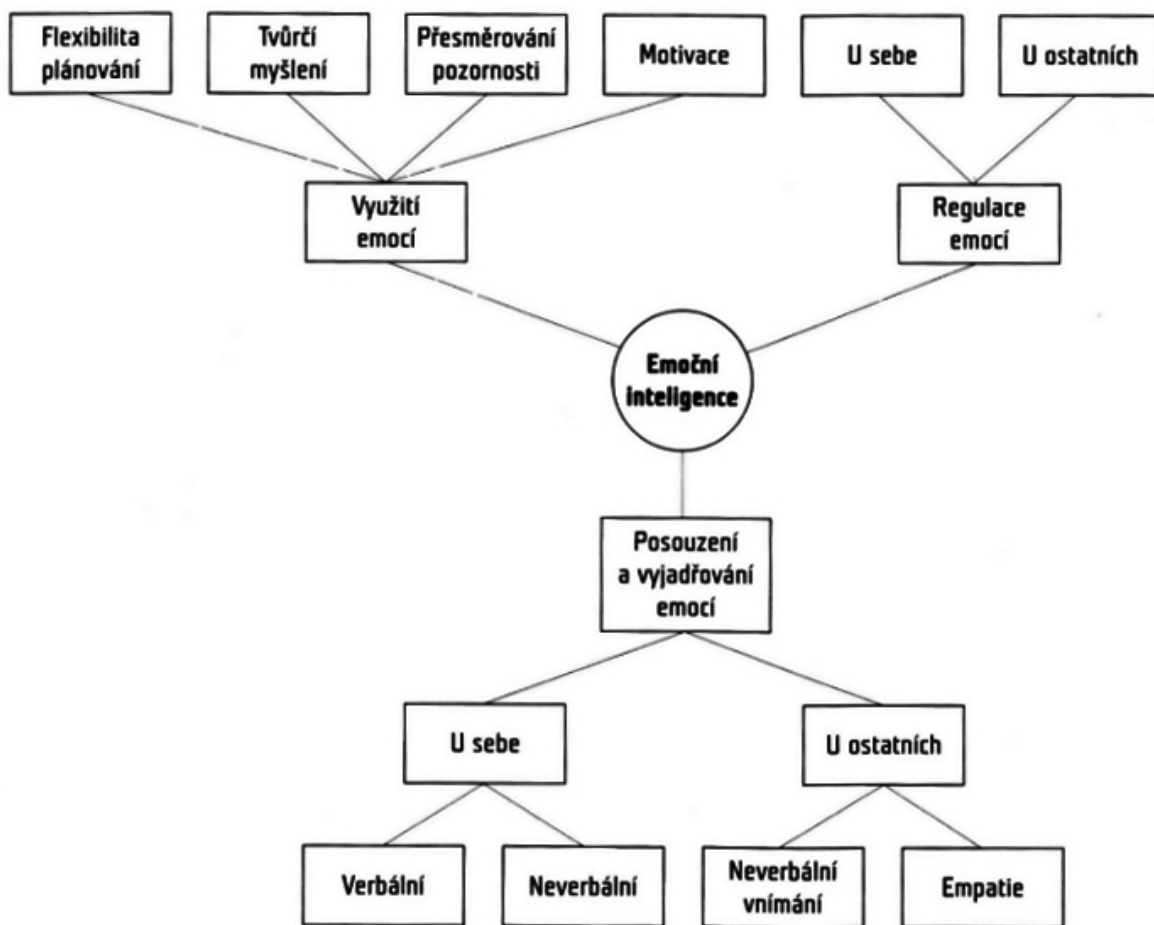 Flexibilita
plánování
Tvůrčí
myšlení
Přesměrování
pozornosti
Motivace
U sebe
U ostatních
Využití
emocí
Regulace
emocí
Emoční
inteligence
Posouzení
a vyjadřování
emocí
U sebe
U ostatních
Verbální
Neverbální
Neverbální
vnímání
Empatie